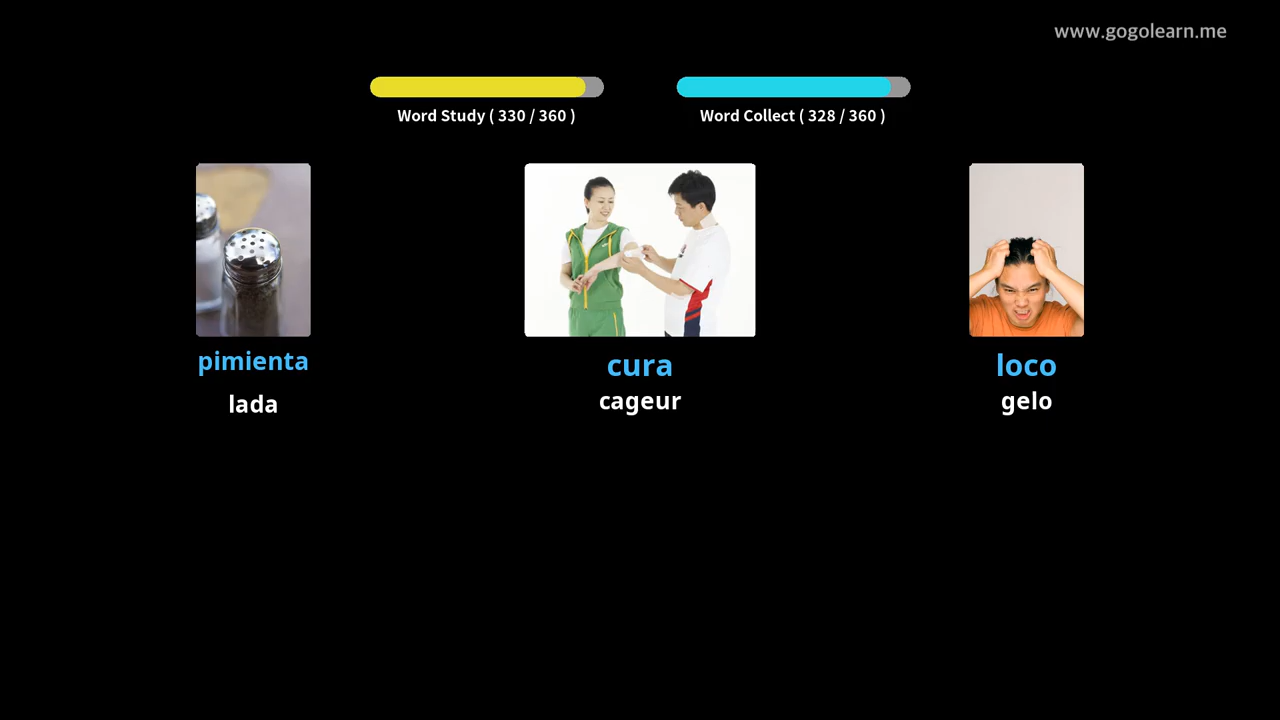 www.gogolearn.me
Word Study ( 330 / 360 )
Word Collect ( 328 / 360 )
pimienta
lada
cura
cageur
loco
gelo